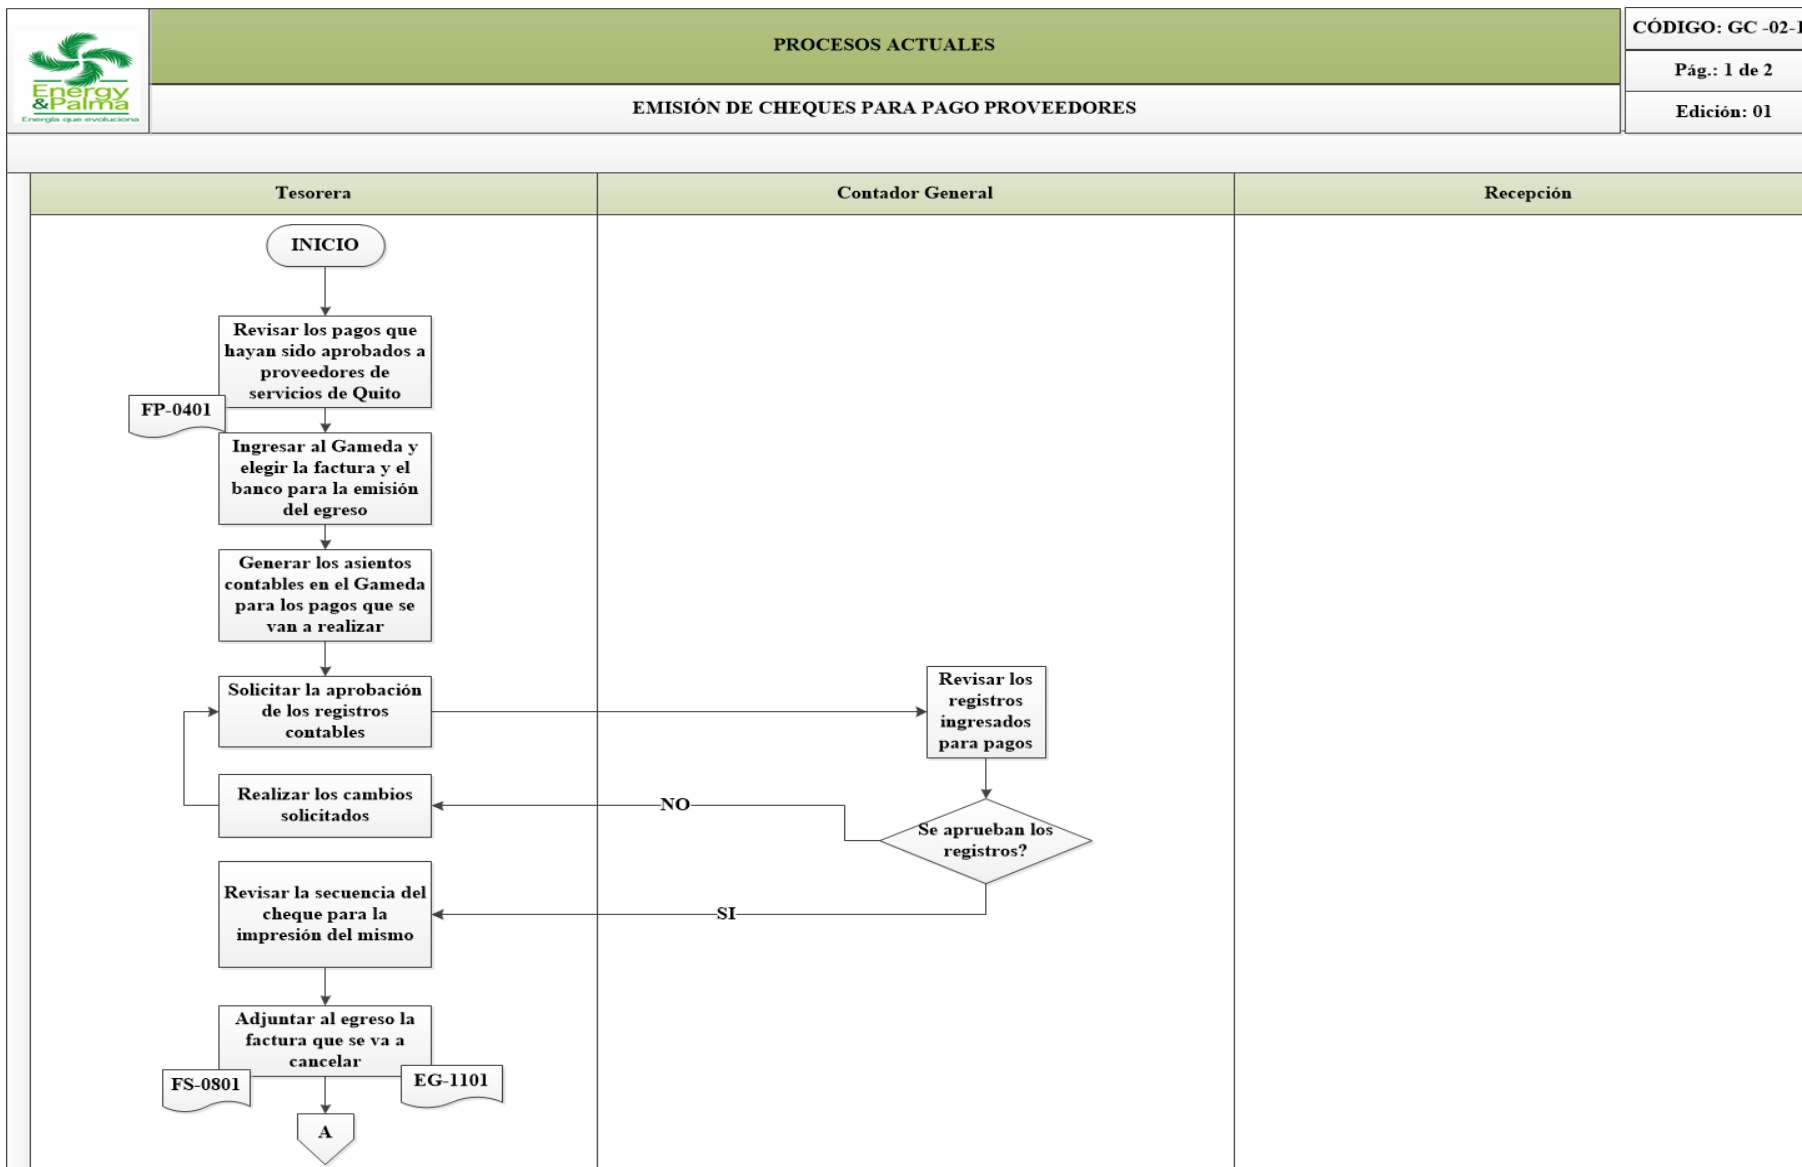 Energy
&Palma
Energía que evoluciona
PROCESOS ACTUALES
EMISIÓN DE CHEQUES PARA PAGO PROVEEDORES
CÓDIGO: GC -02-1
Pág.: 1 de 2
Edición: 01
Tesorera
Contador General
Recepción
INICIO
Revisar los pagos que
hayan sido aprobados a
proveedores de
servicios de Quito
FP-0401
Ingresar al Gameda y
elegir la factura y el
banco para la emisión
del egreso
Generar los asientos
contables en el Gameda
para los pagos que se
van a realizar
Solicitar la aprobación
de los registros
contables
Revisar los
registros
ingresados
para pagos
Realizar los cambios
solicitados
NO
Se aprueban los
registros?
Revisar la secuencia del
cheque para la
impresión del mismo
SI
Adjuntar al egreso la
factura que se va a
cancelar
FS-0801
EG-1101
A